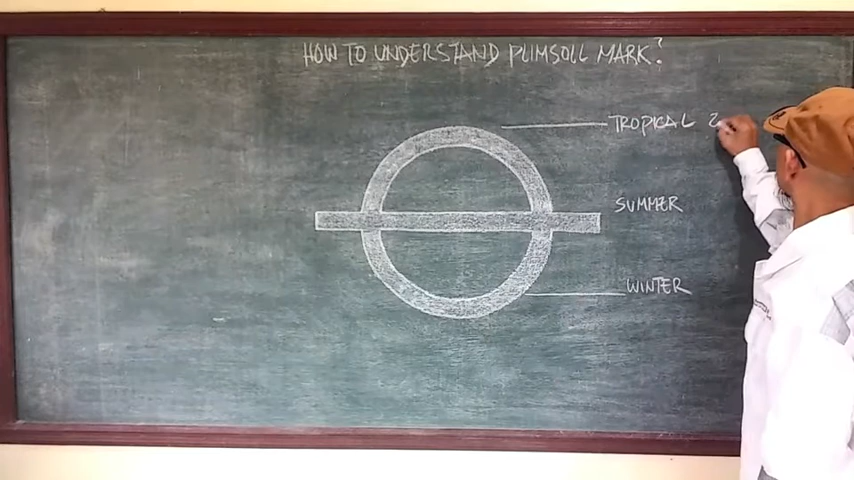 HOW TO UNDERSTAND PLIMSOLL MARK?
TROPICAL
SUMMER
WINTER